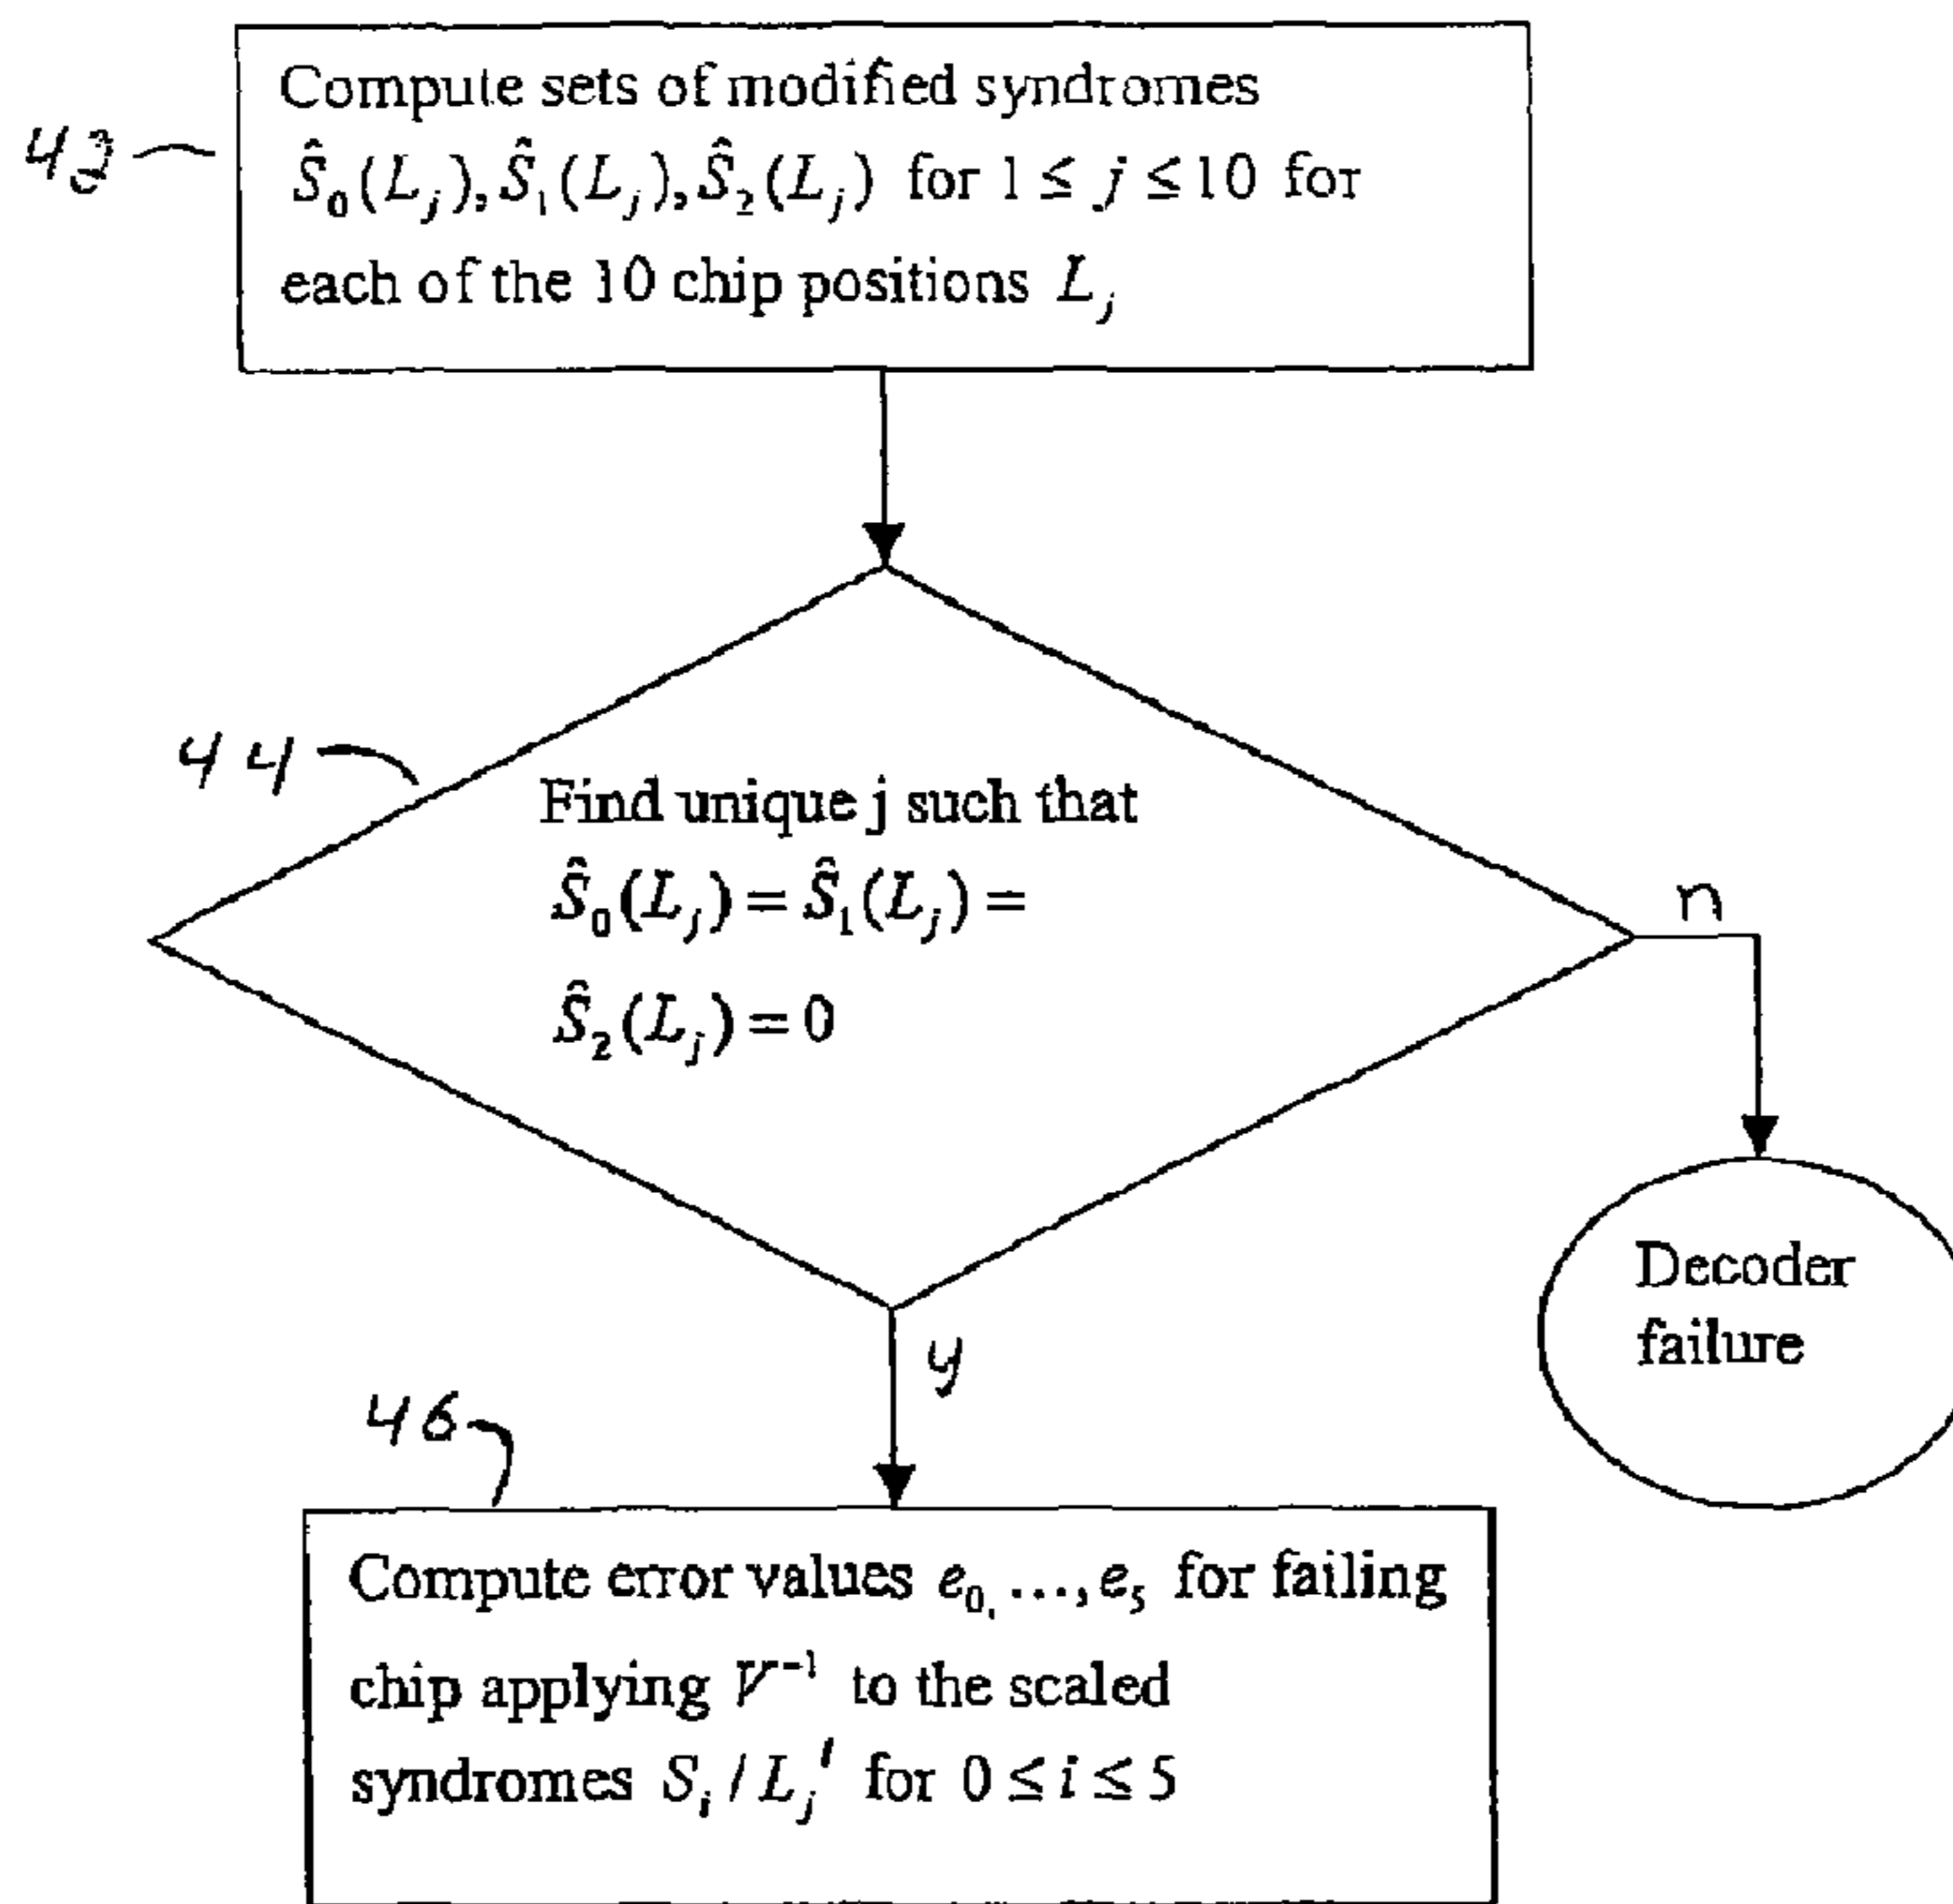 43
Compute sets of modified syndromes
Ŝ₀(Lⱼ),Ŝ₁(Lⱼ),Ŝ₂(Lⱼ) for 1 ≤ j ≤10 for
each of the 10 chip positions Lⱼ
44
Find unique j such that
Ŝ₀(Lⱼ) = Ŝ₁(Lⱼ) =
Ŝ₂(Lⱼ) = 0
n
Decoder
failure
y
46
Compute error values e₀, ..., e₅ for failing
chip applying V⁻¹ to the scaled
syndromes Sᵢ / Lⱼ' for 0 ≤ i ≤ 5